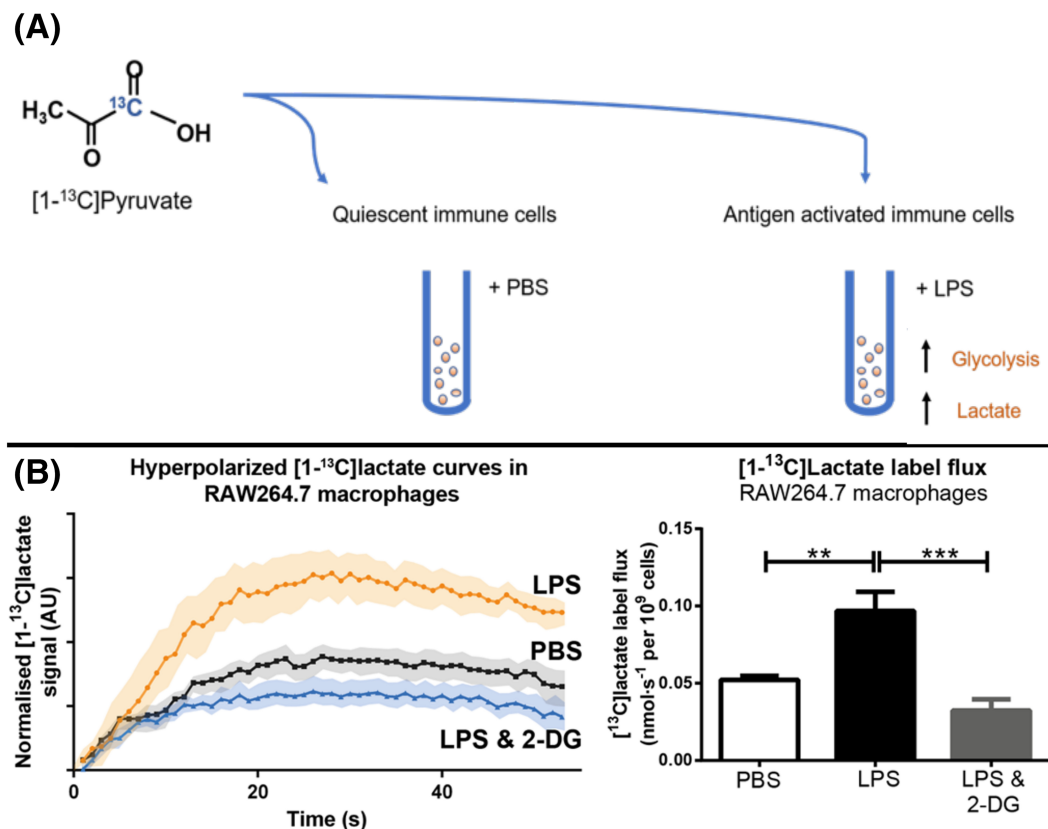 (A)
O
H₃C
¹³C
OH
O
[1-¹³C]Pyruvate
Quiescent immune cells
Antigen activated immune cells
+ PBS
+ LPS
Glycolysis
Lactate
(B)
Hyperpolarized [1-¹³C]lactate curves in
RAW264.7 macrophages
Normalised [1-¹³C]lactate
signal (AU)
LPS
PBS
LPS & 2-DG
0
20
40
Time (s)
[1-¹³C]Lactate label flux
RAW264.7 macrophages
[¹³C]lactate label flux
(nmol·s⁻¹ per 10⁹ cells)
0.15
0.10
0.05
0.00
**
***
PBS
LPS
LPS &
2-DG